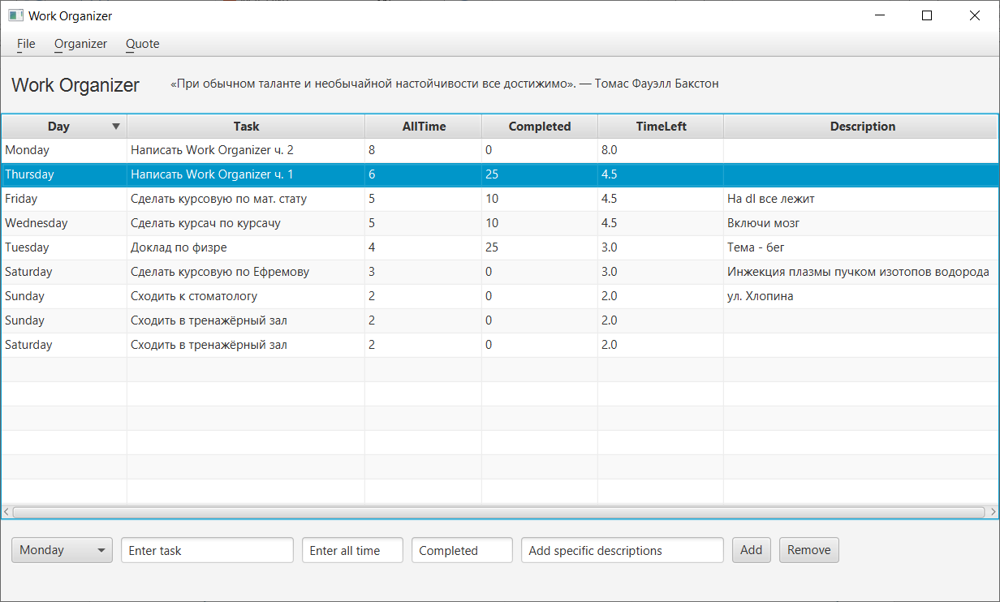 Work Organizer
File Organizer Quote
Work Organizer «При обычном таланте и необычайной настойчивости все достижимо». — Томас Фауэлл Бакстон
Day Task AllTime Completed TimeLeft Description
Monday Написать Work Organizer ч. 2 8 0 8.0
Thursday Написать Work Organizer ч. 1 6 25 4.5
Friday Сделать курсовую по мат. стату 5 10 4.5 На dl все лежит
Wednesday Сделать курсач по курсачу 5 10 4.5 Включи мозг
Tuesday Доклад по физре 4 25 3.0 Тема - бег
Saturday Сделать курсовую по Ефремову 3 0 3.0 Инжекция плазмы пучком изотопов водорода
Sunday Сходить к стоматологу 2 0 2.0 ул. Хлопина
Sunday Сходить в тренажёрный зал 2 0 2.0
Saturday Сходить в тренажёрный зал 2 0 2.0
Monday Enter task Enter all time Completed Add specific descriptions Add Remove